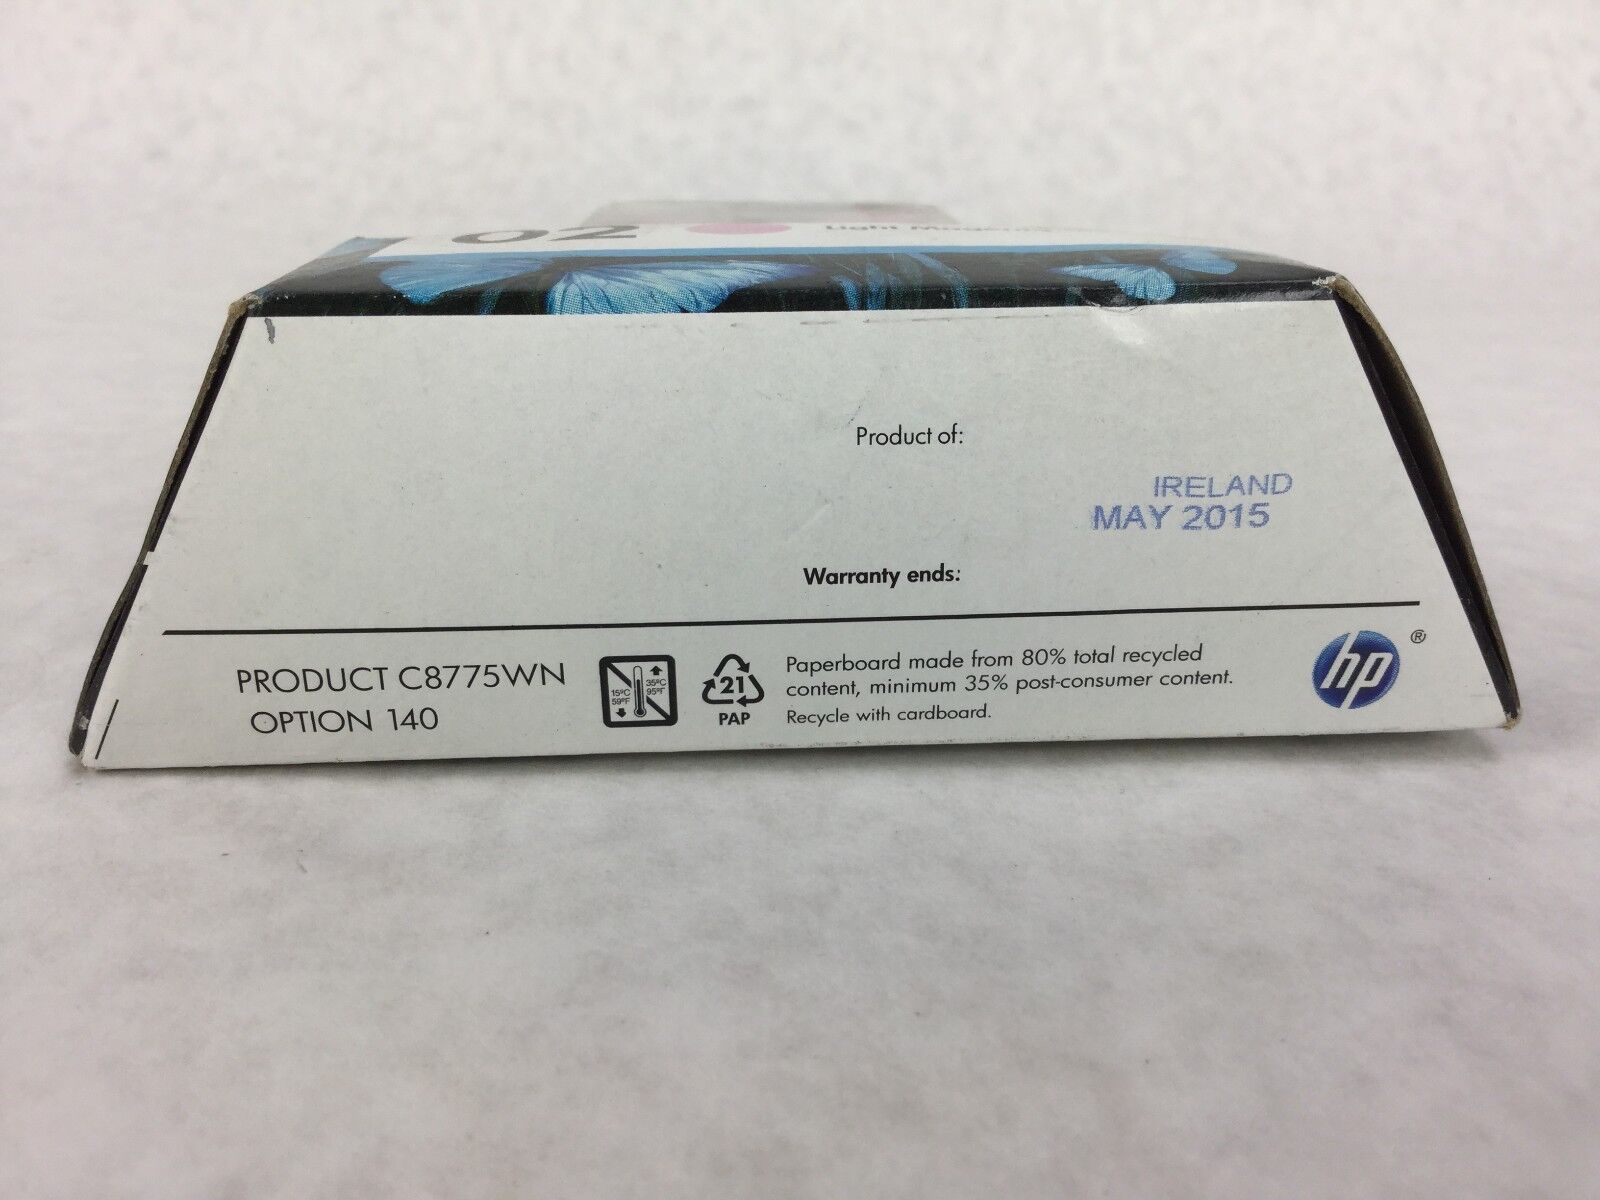 02 Light
Product of:
IRELAND
MAY 2015
Warranty ends:
PRODUCT C8775WN
OPTION 140
15°C
59°F
35°C
95°F
21
PAP
Paperboard made from 80% total recycled
content, minimum 35% post-consumer content.
Recycle with cardboard.
hp ®